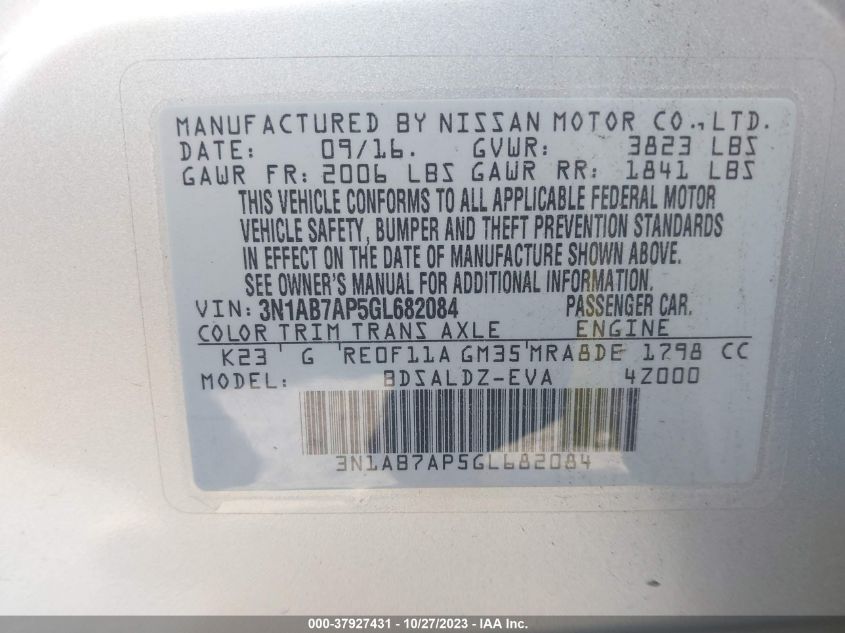 MANUFACTURED BY NISSAN MOTOR CO.,LTD.
DATE: 09/16. GVWR: 3823 LBS
GAWR FR: 2006 LBS GAWR RR: 1841 LBS
THIS VEHICLE CONFORMS TO ALL APPLICABLE FEDERAL MOTOR
VEHICLE SAFETY, BUMPER AND THEFT PREVENTION STANDARDS
IN EFFECT ON THE DATE OF MANUFACTURE SHOWN ABOVE.
SEE OWNER'S MANUAL FOR ADDITIONAL INFORMATION.
VIN: 3N1AB7AP5GL682084 PASSENGER CAR.
COLOR TRIM TRANS AXLE ENGINE
K23 G RE0F11A GM35 MRA8DE 1798 CC
MODEL: BDSALDZ-EVA 4Z000
3N1AB7AP5GL682084
000-37927431 - 10/27/2023 - IAA Inc.